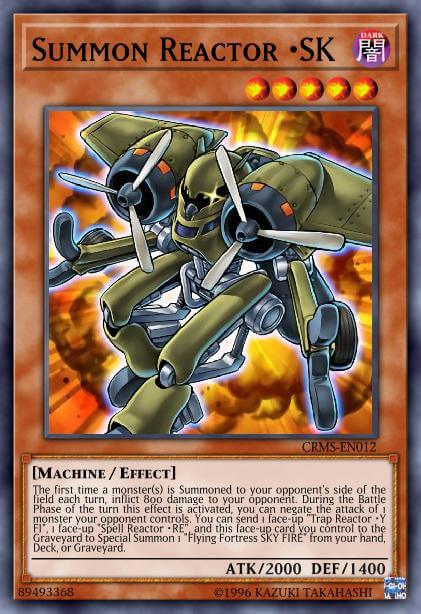 Summon Reactor •SK
DARK
闇
CRMS-EN012
[Machine / Effect]
The first time a monster(s) is Summoned to your opponent's side of
the field each turn, inflict 800 damage to your opponent. During the
Battle Phase of the turn this effect is activated, you can negate the attack of 1
monster your opponent controls. You can send 1 face-up "Trap Reactor •Y
FI", 1 face-up "Spell Reactor •RE", and this face-up card you control to the
Graveyard to Special Summon 1 "Flying Fortress SKY FIRE" from your hand,
Deck, or Graveyard.
ATK/2000 DEF/1400
89493368
©1996 KAZUKI TAKAHASHI